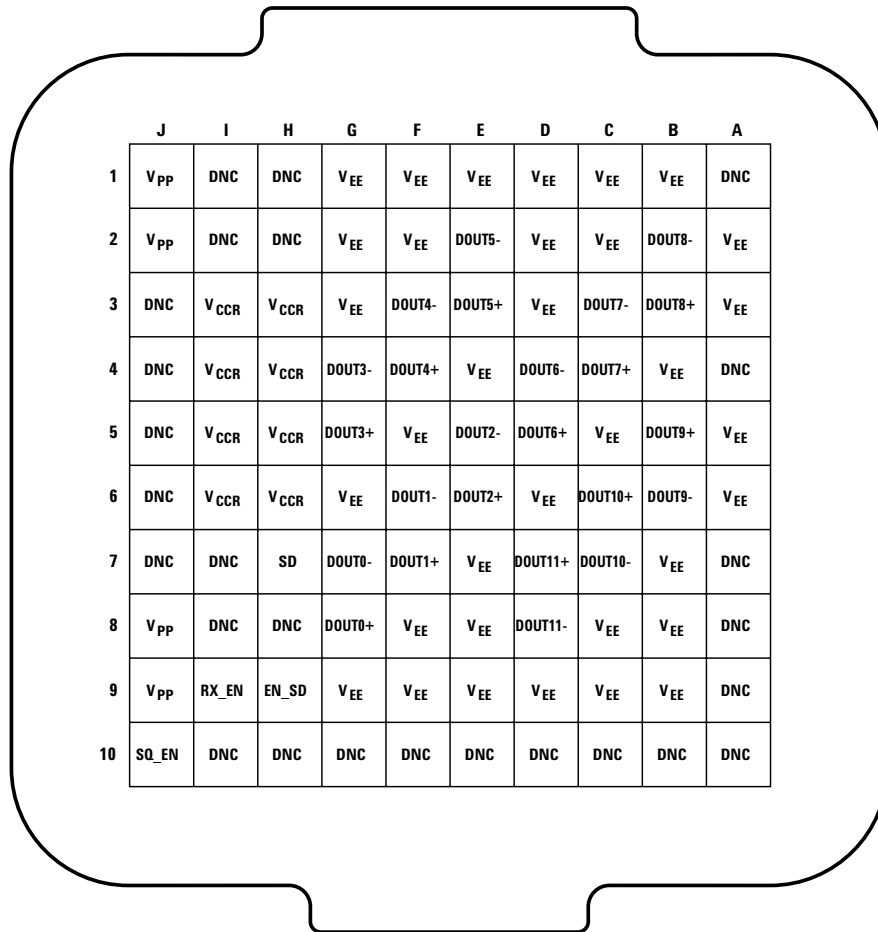 J I H G F E D C B A
1 VPP DNC DNC VEE VEE VEE VEE VEE VEE DNC
2 VPP DNC DNC VEE VEE DOUT5- VEE VEE DOUT8- VEE
3 DNC VCCR VCCR VEE DOUT4- DOUT5+ VEE DOUT7- DOUT8+ VEE
4 DNC VCCR VCCR DOUT3- DOUT4+ VEE DOUT6- DOUT7+ VEE DNC
5 DNC VCCR VCCR DOUT3+ VEE DOUT2- DOUT6+ VEE DOUT9+ VEE
6 DNC VCCR VCCR VEE DOUT1- DOUT2+ VEE DOUT10+ DOUT9- VEE
7 DNC DNC SD DOUT0- DOUT1+ VEE DOUT11+ DOUT10- VEE DNC
8 VPP DNC DNC DOUT0+ VEE VEE DOUT11- VEE VEE DNC
9 VPP RX_EN EN_SD VEE VEE VEE VEE VEE VEE DNC
10 SQ_EN DNC DNC DNC DNC DNC DNC DNC DNC DNC